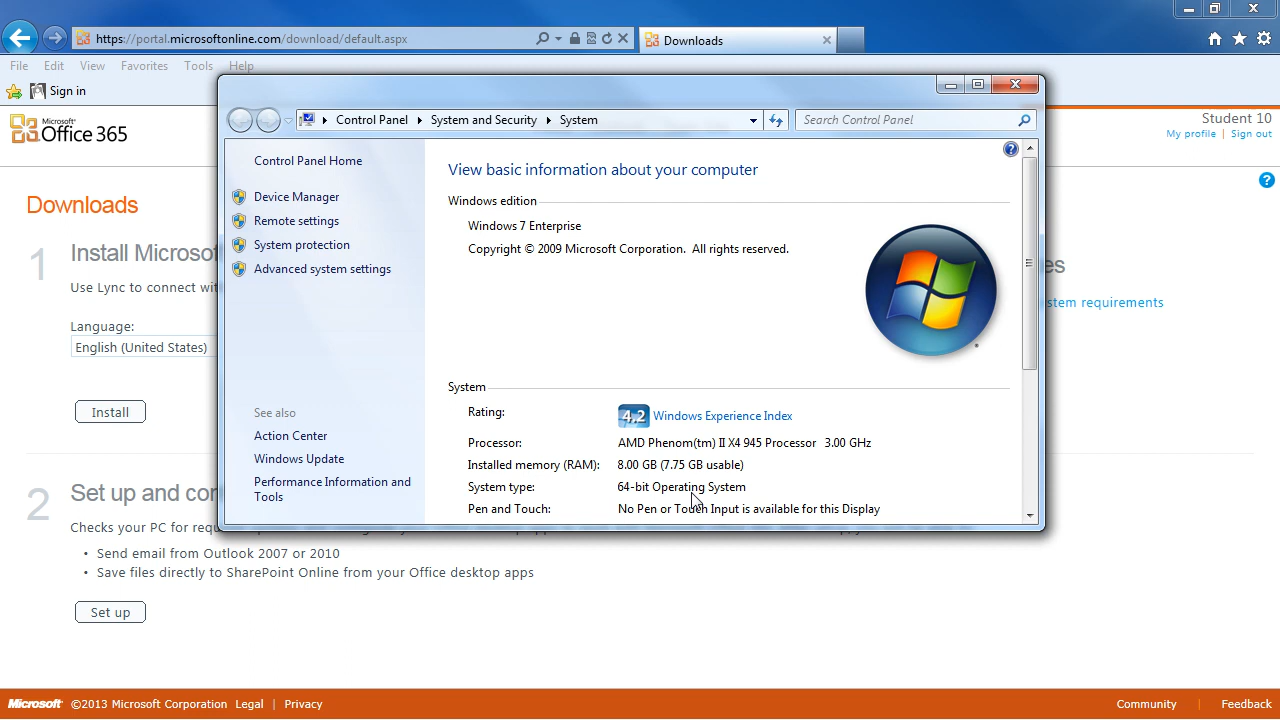 https://portal.microsoftonline.com/download/default.aspx
Downloads
File Edit View Favorites Tools Help
Sign in
Microsoft®
Office 365
Student 10
My profile | Sign out
Downloads
1
Install Microsof
Use Lync to connect wit
Language:
English (United States)
Install
es
stem requirements
2
Set up and cor
Checks your PC for req
• Send email from Outlook 2007 or 2010
• Save files directly to SharePoint Online from your Office desktop apps
Set up
Control Panel ▸ System and Security ▸ System
Search Control Panel
Control Panel Home
Device Manager
Remote settings
System protection
Advanced system settings
See also
Action Center
Windows Update
Performance Information and
Tools
View basic information about your computer
Windows edition
Windows 7 Enterprise
Copyright © 2009 Microsoft Corporation. All rights reserved.
System
Rating:
4.2 Windows Experience Index
Processor:
AMD Phenom(tm) II X4 945 Processor 3.00 GHz
Installed memory (RAM):
8.00 GB (7.75 GB usable)
System type:
64-bit Operating System
Pen and Touch:
No Pen or Touch Input is available for this Display
Microsoft ©2013 Microsoft Corporation Legal | Privacy
Community | Feedback